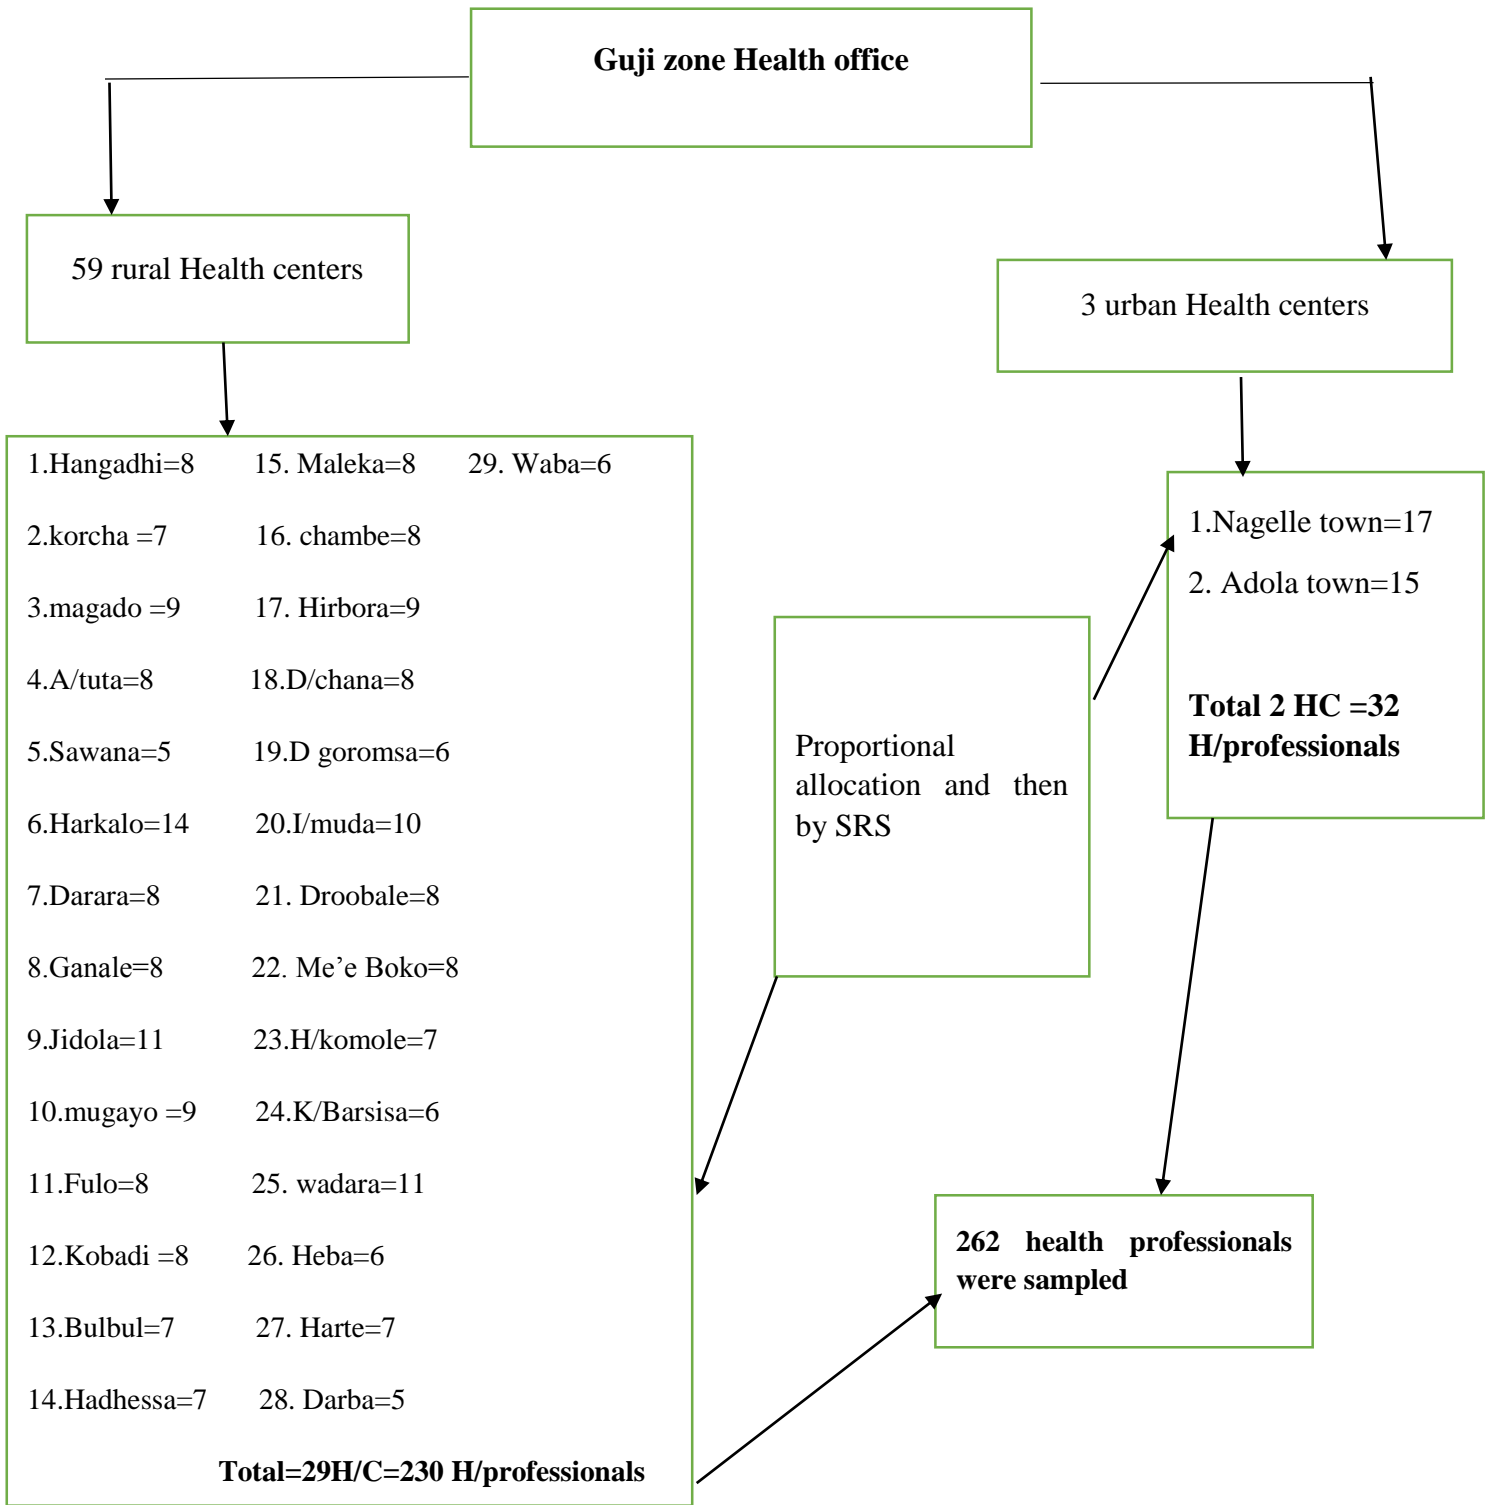 Guji zone Health office
59 rural Health centers
3 urban Health centers
1.Hangadhi=8 15. Maleka=8 29. Waba=6
2.korcha =7 16. chambe=8
3.magado =9 17. Hirbora=9
4.A/tuta=8 18.D/chana=8
5.Sawana=5 19.D goromsa=6
6.Harkalo=14 20.I/muda=10
7.Darara=8 21. Droobale=8
8.Ganale=8 22. Me’e Boko=8
9.Jidola=11 23.H/komole=7
10.mugayo =9 24.K/Barsisa=6
11.Fulo=8 25. wadara=11
12.Kobadi =8 26. Heba=6
13.Bulbul=7 27. Harte=7
14.Hadhessa=7 28. Darba=5
Total=29H/C=230 H/professionals
Proportional
allocation and then
by SRS
1.Nagelle town=17
2. Adola town=15
Total 2 HC =32
H/professionals
262 health professionals
were sampled